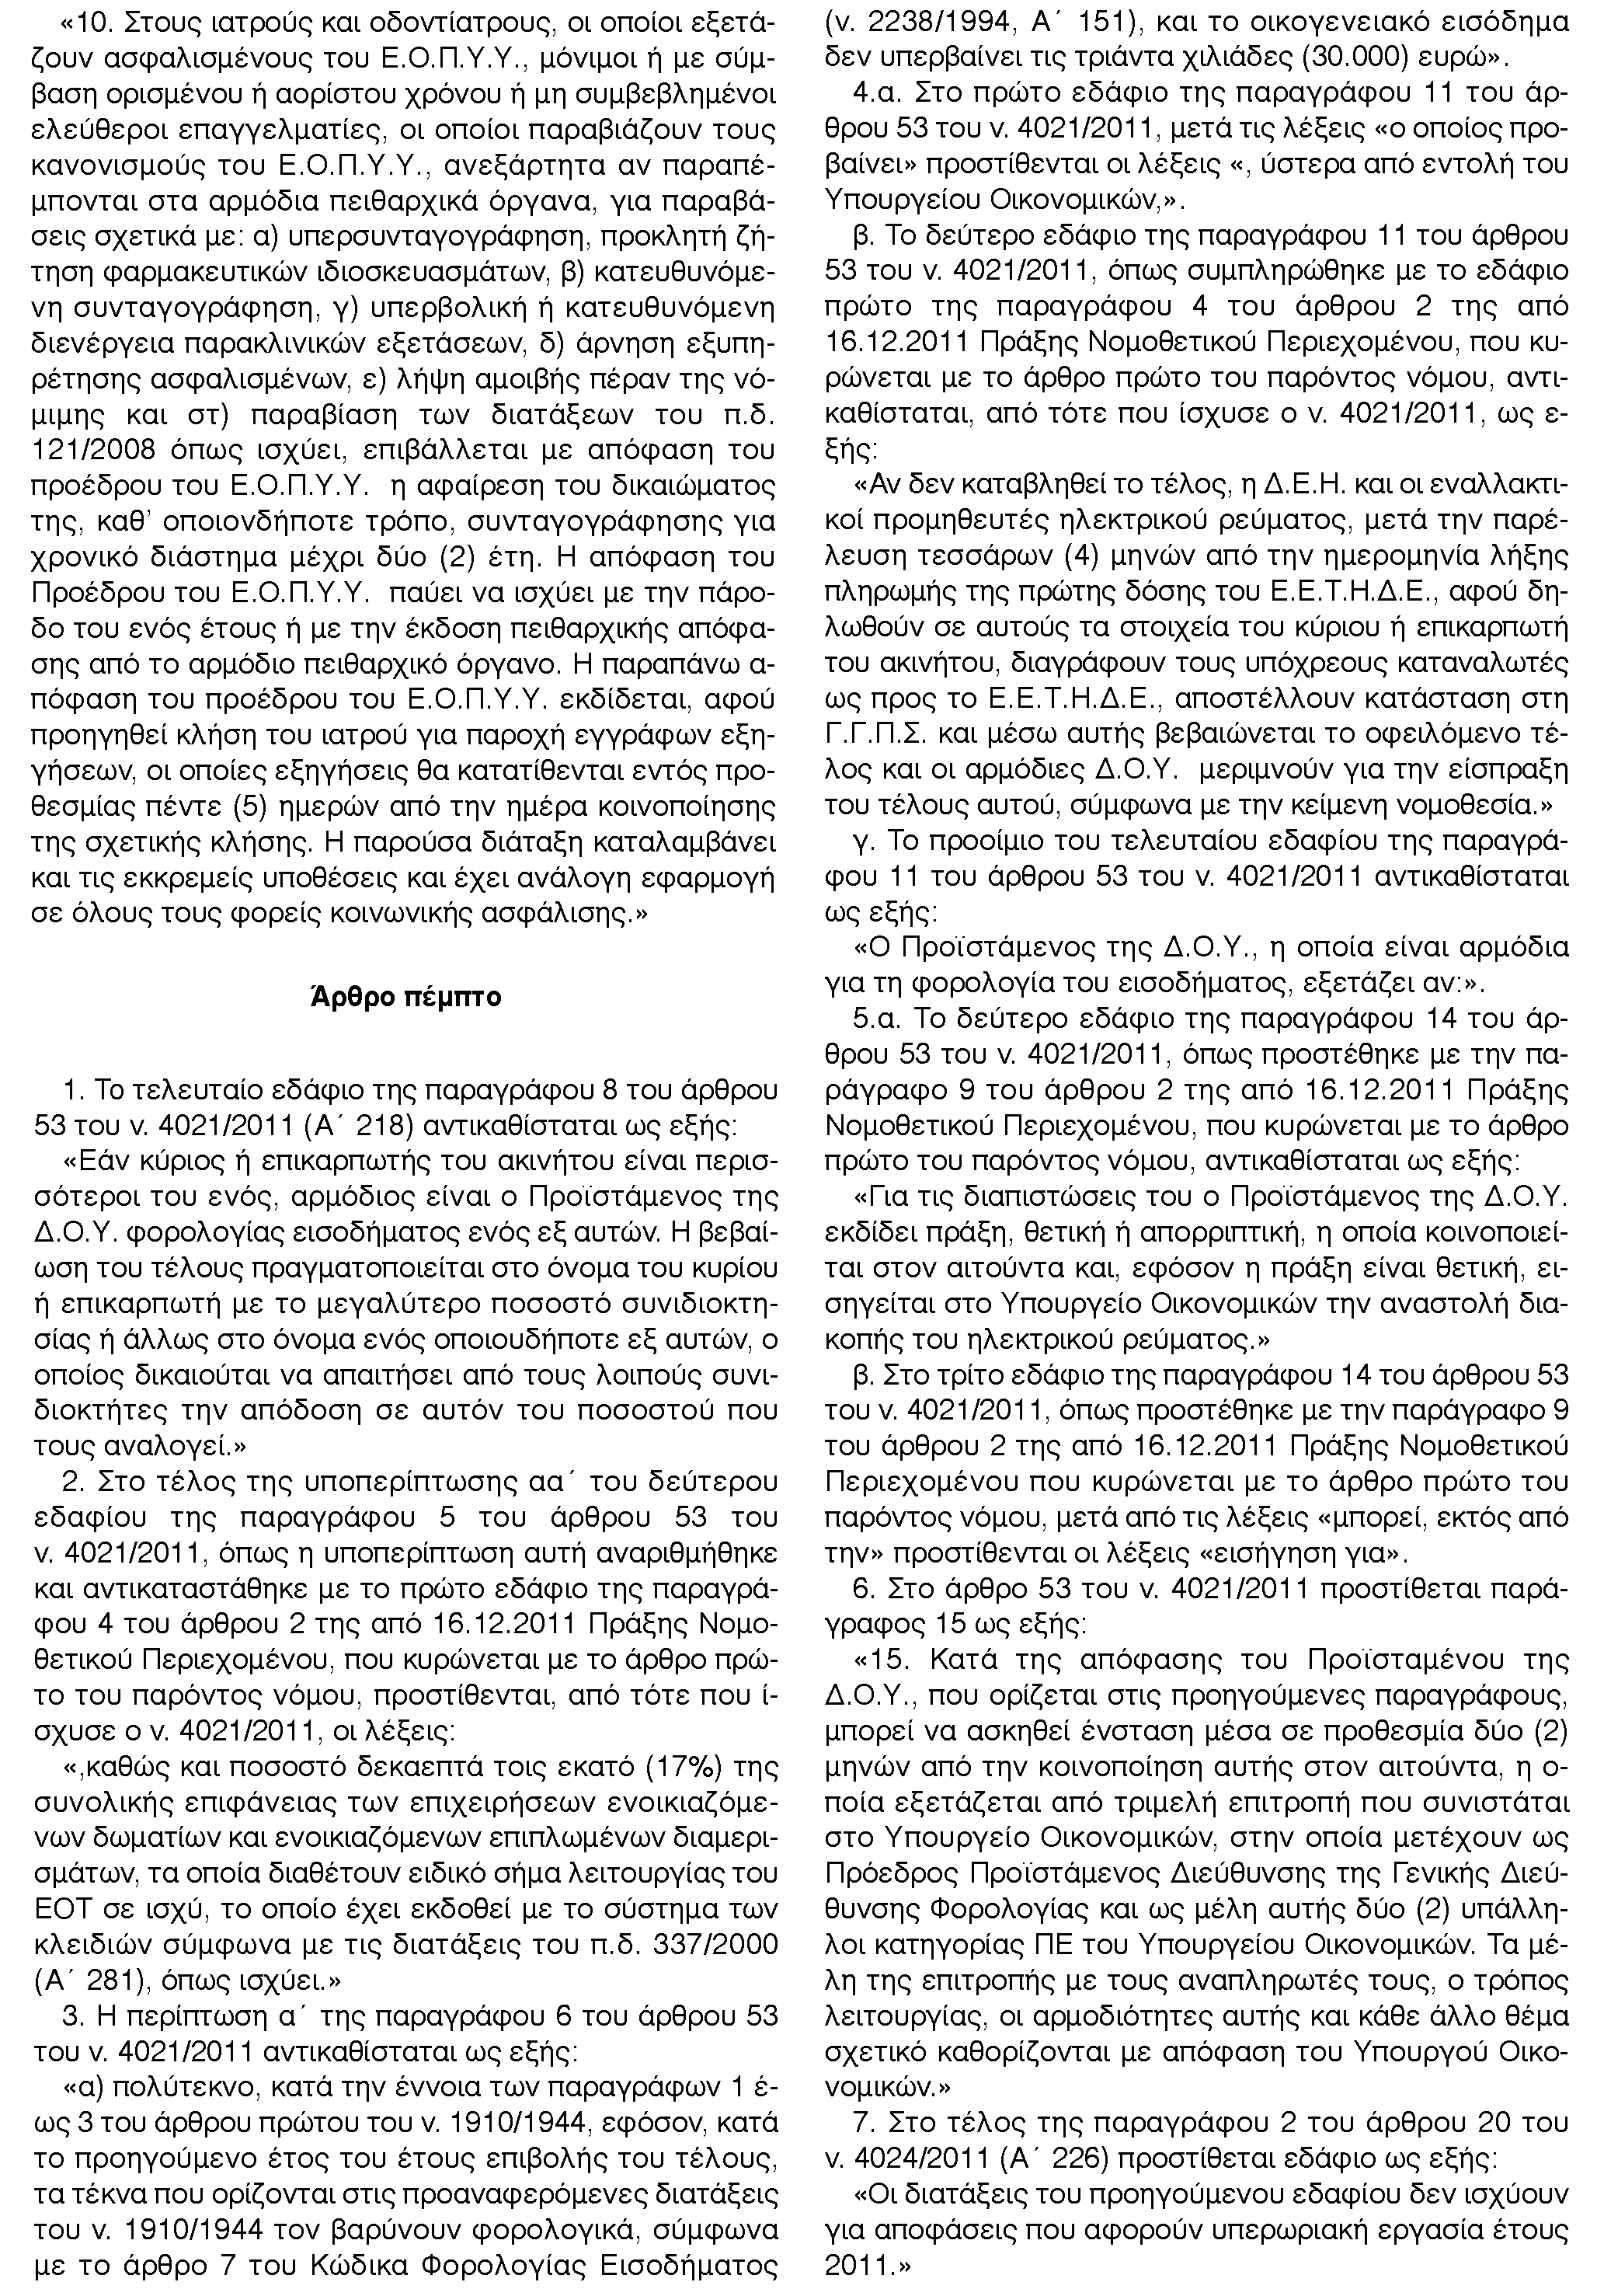 «10. Στους ιατρούς και οδοντίατρους, οι οποίοι εξετά-
ζουν ασφαλισμένους του Ε.Ο.Π.Υ.Υ., μόνιμοι ή με σύμ-
βαση ορισμένου ή αορίστου χρόνου ή μη συμβεβλημένοι
ελεύθεροι επαγγελματίες, οι οποίοι παραβιάζουν τους
κανονισμούς του Ε.Ο.Π.Υ.Υ., ανεξάρτητα αν παραπέ-
μπονται στα αρμόδια πειθαρχικά όργανα, για παραβά-
σεις σχετικά με: α) υπερσυνταγογράφηση, προκλητή ζή-
τηση φαρμακευτικών ιδιοσκευασμάτων, β) κατευθυνόμε-
νη συνταγογράφηση, γ) υπερβολική ή κατευθυνόμενη
διενέργεια παρακλινικών εξετάσεων, δ) άρνηση εξυπη-
ρέτησης ασφαλισμένων, ε) λήψη αμοιβής πέραν της νό-
μιμης και στ) παραβίαση των διατάξεων του π.δ.
121/2008 όπως ισχύει, επιβάλλεται με απόφαση του
προέδρου του Ε.Ο.Π.Υ.Υ. η αφαίρεση του δικαιώματος
της, καθ’ οποιονδήποτε τρόπο, συνταγογράφησης για
χρονικό διάστημα μέχρι δύο (2) έτη. Η απόφαση του
Προέδρου του Ε.Ο.Π.Υ.Υ. παύει να ισχύει με την πάρο-
δο του ενός έτους ή με την έκδοση πειθαρχικής απόφα-
σης από το αρμόδιο πειθαρχικό όργανο. Η παραπάνω α-
πόφαση του προέδρου του Ε.Ο.Π.Υ.Υ. εκδίδεται, αφού
προηγηθεί κλήση του ιατρού για παροχή εγγράφων εξη-
γήσεων, οι οποίες εξηγήσεις θα κατατίθενται εντός προ-
θεσμίας πέντε (5) ημερών από την ημέρα κοινοποίησης
της σχετικής κλήσης. Η παρούσα διάταξη καταλαμβάνει
και τις εκκρεμείς υποθέσεις και έχει ανάλογη εφαρμογή
σε όλους τους φορείς κοινωνικής ασφάλισης.»
Άρθρο πέμπτο
1. Το τελευταίο εδάφιο της παραγράφου 8 του άρθρου
53 του ν. 4021/2011 (Α΄ 218) αντικαθίσταται ως εξής:
«Εάν κύριος ή επικαρπωτής του ακινήτου είναι περισ-
σότεροι του ενός, αρμόδιος είναι ο Προϊστάμενος της
Δ.Ο.Υ. φορολογίας εισοδήματος ενός εξ αυτών. Η βεβαί-
ωση του τέλους πραγματοποιείται στο όνομα του κυρίου
ή επικαρπωτή με το μεγαλύτερο ποσοστό συνιδιοκτη-
σίας ή άλλως στο όνομα ενός οποιουδήποτε εξ αυτών, ο
οποίος δικαιούται να απαιτήσει από τους λοιπούς συνι-
διοκτήτες την απόδοση σε αυτόν του ποσοστού που
τους αναλογεί.»
2. Στο τέλος της υποπερίπτωσης αα΄ του δεύτερου
εδαφίου της παραγράφου 5 του άρθρου 53 του
ν. 4021/2011, όπως η υποπερίπτωση αυτή αναριθμήθηκε
και αντικαταστάθηκε με το πρώτο εδάφιο της παραγρά-
φου 4 του άρθρου 2 της από 16.12.2011 Πράξης Νομο-
θετικού Περιεχομένου, που κυρώνεται με το άρθρο πρώ-
το του παρόντος νόμου, προστίθενται, από τότε που ί-
σχυσε ο ν. 4021/2011, οι λέξεις:
«,καθώς και ποσοστό δεκαεπτά τοις εκατό (17%) της
συνολικής επιφάνειας των επιχειρήσεων ενοικιαζόμε-
νων δωματίων και ενοικιαζόμενων επιπλωμένων διαμερι-
σμάτων, τα οποία διαθέτουν ειδικό σήμα λειτουργίας του
ΕΟΤ σε ισχύ, το οποίο έχει εκδοθεί με το σύστημα των
κλειδιών σύμφωνα με τις διατάξεις του π.δ. 337/2000
(Α΄ 281), όπως ισχύει.»
3. Η περίπτωση α΄ της παραγράφου 6 του άρθρου 53
του ν. 4021/2011 αντικαθίσταται ως εξής:
«α) πολύτεκνο, κατά την έννοια των παραγράφων 1 έ-
ως 3 του άρθρου πρώτου του ν. 1910/1944, εφόσον, κατά
το προηγούμενο έτος του έτους επιβολής του τέλους,
τα τέκνα που ορίζονται στις προαναφερόμενες διατάξεις
του ν. 1910/1944 τον βαρύνουν φορολογικά, σύμφωνα
με το άρθρο 7 του Κώδικα Φορολογίας Εισοδήματος
(ν. 2238/1994, Α΄ 151), και το οικογενειακό εισόδημα
δεν υπερβαίνει τις τριάντα χιλιάδες (30.000) ευρώ».
4.α. Στο πρώτο εδάφιο της παραγράφου 11 του άρ-
θρου 53 του ν. 4021/2011, μετά τις λέξεις «ο οποίος προ-
βαίνει» προστίθενται οι λέξεις «, ύστερα από εντολή του
Υπουργείου Οικονομικών,».
β. Το δεύτερο εδάφιο της παραγράφου 11 του άρθρου
53 του ν. 4021/2011, όπως συμπληρώθηκε με το εδάφιο
πρώτο της παραγράφου 4 του άρθρου 2 της από
16.12.2011 Πράξης Νομοθετικού Περιεχομένου, που κυ-
ρώνεται με το άρθρο πρώτο του παρόντος νόμου, αντι-
καθίσταται, από τότε που ίσχυσε ο ν. 4021/2011, ως ε-
ξής:
«Αν δεν καταβληθεί το τέλος, η Δ.Ε.Η. και οι εναλλακτι-
κοί προμηθευτές ηλεκτρικού ρεύματος, μετά την παρέ-
λευση τεσσάρων (4) μηνών από την ημερομηνία λήξης
πληρωμής της πρώτης δόσης του Ε.Ε.Τ.Η.Δ.Ε., αφού δη-
λωθούν σε αυτούς τα στοιχεία του κύριου ή επικαρπωτή
του ακινήτου, διαγράφουν τους υπόχρεους καταναλωτές
ως προς το Ε.Ε.Τ.Η.Δ.Ε., αποστέλλουν κατάσταση στη
Γ.Γ.Π.Σ. και μέσω αυτής βεβαιώνεται το οφειλόμενο τέ-
λος και οι αρμόδιες Δ.Ο.Υ. μεριμνούν για την είσπραξη
του τέλους αυτού, σύμφωνα με την κείμενη νομοθεσία.»
γ. Το προοίμιο του τελευταίου εδαφίου της παραγρά-
φου 11 του άρθρου 53 του ν. 4021/2011 αντικαθίσταται
ως εξής:
«Ο Προϊστάμενος της Δ.Ο.Υ., η οποία είναι αρμόδια
για τη φορολογία του εισοδήματος, εξετάζει αν:».
5.α. Το δεύτερο εδάφιο της παραγράφου 14 του άρ-
θρου 53 του ν. 4021/2011, όπως προστέθηκε με την πα-
ράγραφο 9 του άρθρου 2 της από 16.12.2011 Πράξης
Νομοθετικού Περιεχομένου, που κυρώνεται με το άρθρο
πρώτο του παρόντος νόμου, αντικαθίσταται ως εξής:
«Για τις διαπιστώσεις του ο Προϊστάμενος της Δ.Ο.Υ.
εκδίδει πράξη, θετική ή απορριπτική, η οποία κοινοποιεί-
ται στον αιτούντα και, εφόσον η πράξη είναι θετική, ει-
σηγείται στο Υπουργείο Οικονομικών την αναστολή δια-
κοπής του ηλεκτρικού ρεύματος.»
β. Στο τρίτο εδάφιο της παραγράφου 14 του άρθρου 53
του ν. 4021/2011, όπως προστέθηκε με την παράγραφο 9
του άρθρου 2 της από 16.12.2011 Πράξης Νομοθετικού
Περιεχομένου που κυρώνεται με το άρθρο πρώτο του
παρόντος νόμου, μετά από τις λέξεις «μπορεί, εκτός από
την» προστίθενται οι λέξεις «εισήγηση για».
6. Στο άρθρο 53 του ν. 4021/2011 προστίθεται παρά-
γραφος 15 ως εξής:
«15. Κατά της απόφασης του Προϊσταμένου της
Δ.Ο.Υ., που ορίζεται στις προηγούμενες παραγράφους,
μπορεί να ασκηθεί ένσταση μέσα σε προθεσμία δύο (2)
μηνών από την κοινοποίηση αυτής στον αιτούντα, η ο-
ποία εξετάζεται από τριμελή επιτροπή που συνιστάται
στο Υπουργείο Οικονομικών, στην οποία μετέχουν ως
Πρόεδρος Προϊστάμενος Διεύθυνσης της Γενικής Διεύ-
θυνσης Φορολογίας και ως μέλη αυτής δύο (2) υπάλλη-
λοι κατηγορίας ΠΕ του Υπουργείου Οικονομικών. Τα μέ-
λη της επιτροπής με τους αναπληρωτές τους, ο τρόπος
λειτουργίας, οι αρμοδιότητες αυτής και κάθε άλλο θέμα
σχετικό καθορίζονται με απόφαση του Υπουργού Οικο-
νομικών.»
7. Στο τέλος της παραγράφου 2 του άρθρου 20 του
ν. 4024/2011 (Α΄ 226) προστίθεται εδάφιο ως εξής:
«Οι διατάξεις του προηγούμενου εδαφίου δεν ισχύουν
για αποφάσεις που αφορούν υπερωριακή εργασία έτους
2011.»